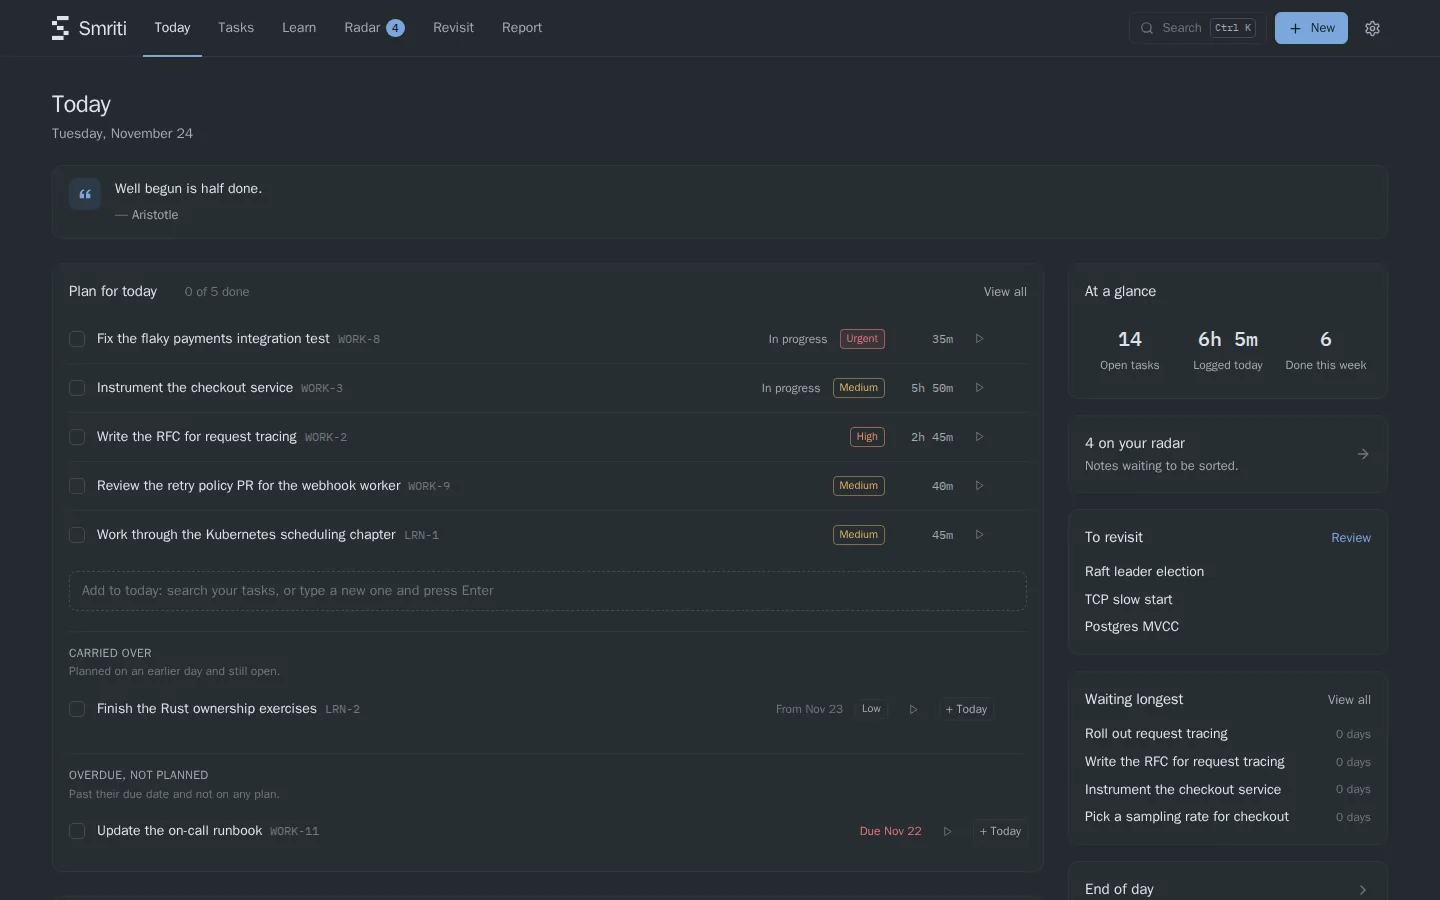 Smriti
Today
Tasks
Learn
Radar 4
Revisit
Report
Search Ctrl K
+ New
Today
Tuesday, November 24
Well begun is half done.
— Aristotle
Plan for today 0 of 5 done View all
Fix the flaky payments integration test WORK-8 In progress Urgent 35m
Instrument the checkout service WORK-3 In progress Medium 5h 50m
Write the RFC for request tracing WORK-2 High 2h 45m
Review the retry policy PR for the webhook worker WORK-9 Medium 40m
Work through the Kubernetes scheduling chapter LRN-1 Medium 45m
Add to today: search your tasks, or type a new one and press Enter
CARRIED OVER
Planned on an earlier day and still open.
Finish the Rust ownership exercises LRN-2 From Nov 23 Low + Today
OVERDUE, NOT PLANNED
Past their due date and not on any plan.
Update the on-call runbook WORK-11 Due Nov 22 + Today
At a glance
14 6h 5m 6
Open tasks Logged today Done this week
4 on your radar
Notes waiting to be sorted.
To revisit Review
Raft leader election
TCP slow start
Postgres MVCC
Waiting longest View all
Roll out request tracing 0 days
Write the RFC for request tracing 0 days
Instrument the checkout service 0 days
Pick a sampling rate for checkout 0 days
End of day